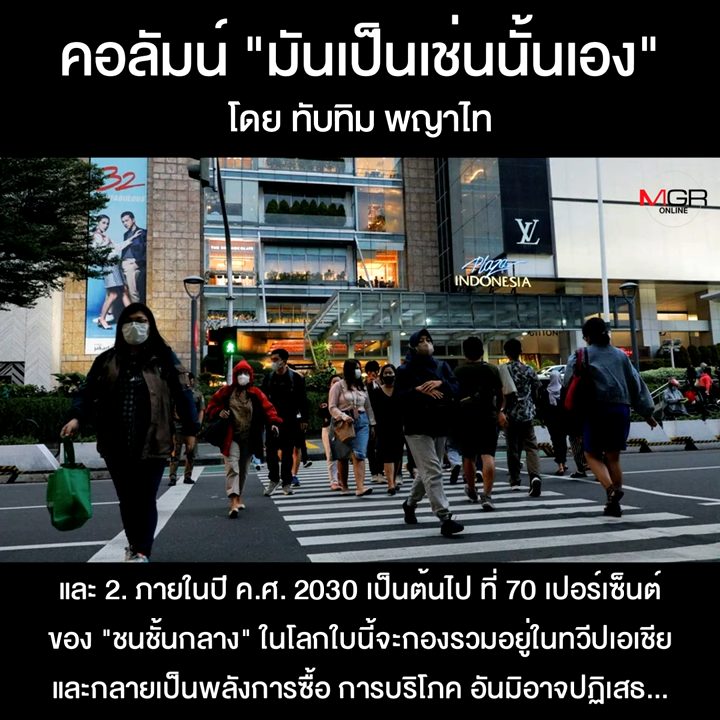 คอลัมน์ "มันเป็นเช่นนั้นเอง"
โดย ทับทิม พญาไท
32
MGR
ONLINE
LV
Plaza
INDONESIA
และ 2. ภายในปี ค.ศ. 2030 เป็นต้นไป ที่ 70 เปอร์เซ็นต์
ของ "ชนชั้นกลาง" ในโลกใบนี้จะกองรวมอยู่ในทวีปเอเชีย
และกลายเป็นพลังการซื้อ การบริโภค อันมิอาจปฏิเสธ...